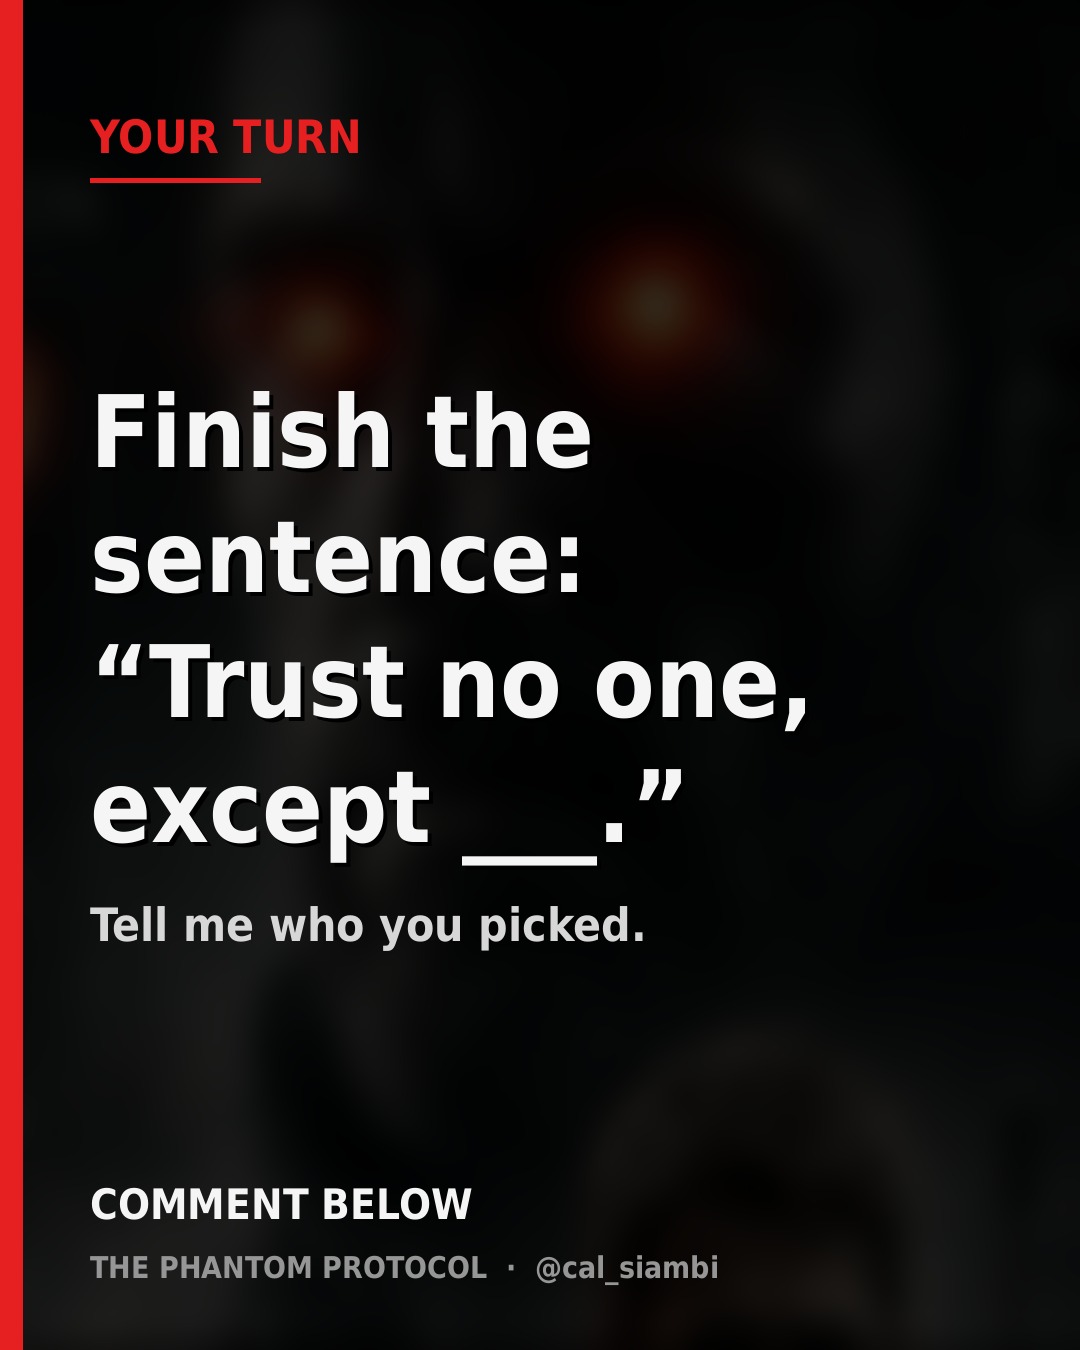 YOUR TURN
Finish the
sentence:
“Trust no one,
except ___.”
Tell me who you picked.
COMMENT BELOW
THE PHANTOM PROTOCOL · @cal_siambi